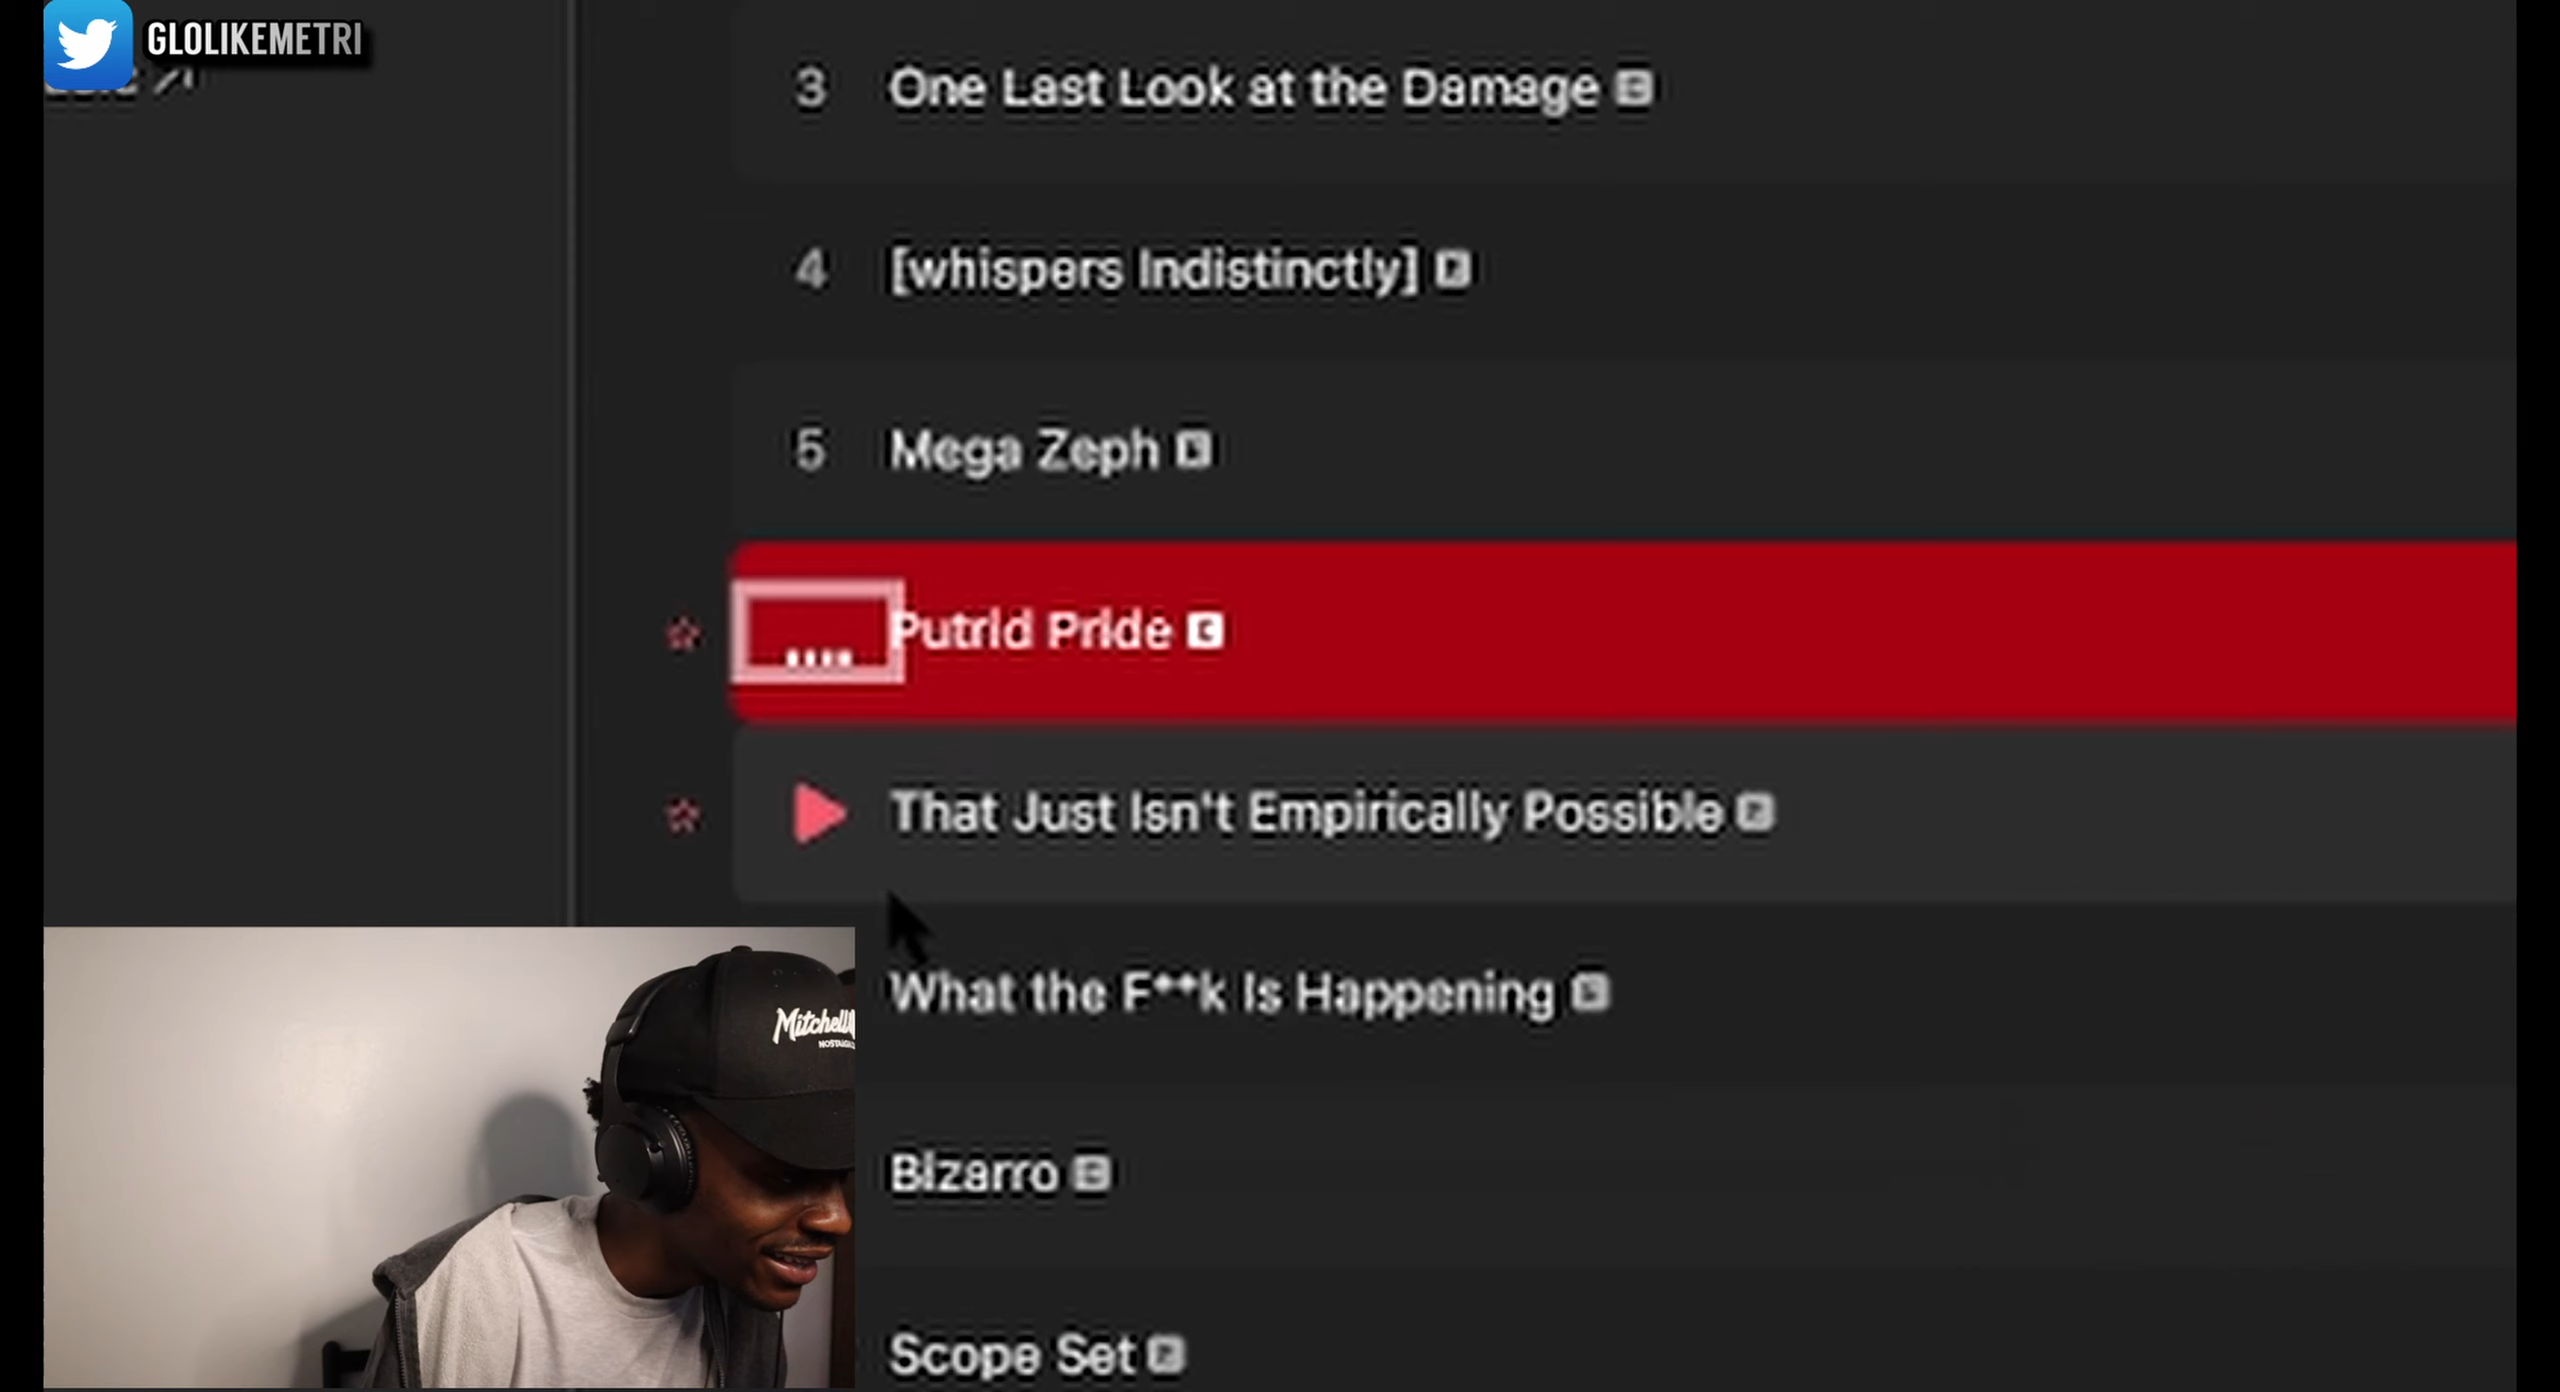 GLOLIKEMETRI
3 One Last Look at the Damage E
4 [whispers Indistinctly] E
5 Mega Zeph E
Putrid Pride E
That Just Isn't Empirically Possible E
What the F**k Is Happening E
Mitchell
Bizarro E
Scope Set E